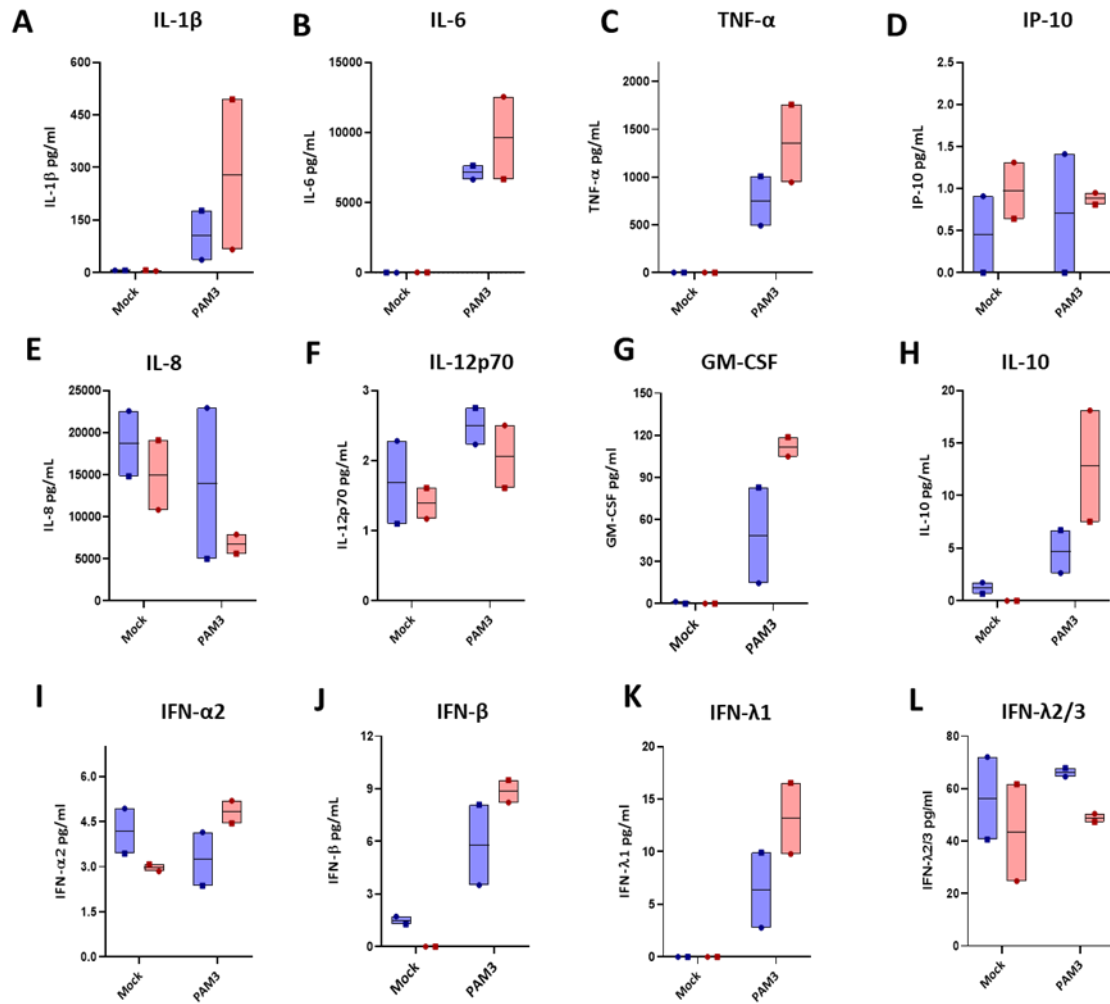 A IL-1β
600
450
300
150
0
IL-1β pg/ml
Mock
PAM3
B IL-6
15000
10000
5000
0
IL-6 pg/mL
Mock
PAM3
C TNF-α
2000
1500
1000
500
0
TNF-α pg/mL
Mock
PAM3
D IP-10
2.5
2.0
1.5
1.0
0.5
0.0
IP-10 pg/mL
Mock
PAM3
E IL-8
25000
20000
15000
10000
5000
0
IL-8 pg/mL
Mock
PAM3
F IL-12p70
3
2
1
0
IL-12p70 pg/mL
Mock
PAM3
G GM-CSF
150
120
90
60
30
0
GM-CSF pg/ml
Mock
PAM3
H IL-10
20
15
10
5
0
IL-10 pg/mL
Mock
PAM3
I IFN-α2
6.0
4.5
3.0
1.5
0.0
IFN-α2 pg/ml
Mock
PAM3
J IFN-β
12
9
6
3
0
IFN-β pg/mL
Mock
PAM3
K IFN-λ1
20
15
10
5
0
IFN-λ1 pg/ml
Mock
PAM3
L IFN-λ2/3
80
60
40
20
0
IFN-λ2/3 pg/ml
Mock
PAM3